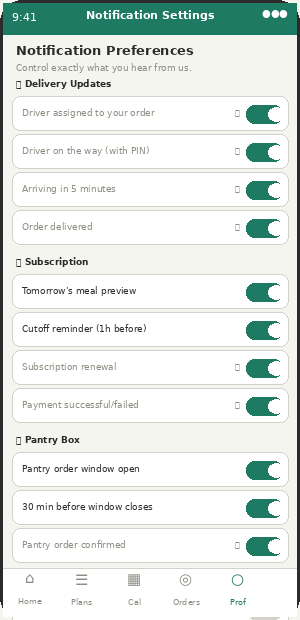 9:41
Notification Settings
Notification Preferences
Control exactly what you hear from us.
Delivery Updates
Driver assigned to your order
Driver on the way (with PIN)
Arriving in 5 minutes
Order delivered
Subscription
Tomorrow's meal preview
Cutoff reminder (1h before)
Subscription renewal
Payment successful/failed
Pantry Box
Pantry order window open
30 min before window closes
Pantry order confirmed
Home
Plans
Cal
Orders
Prof